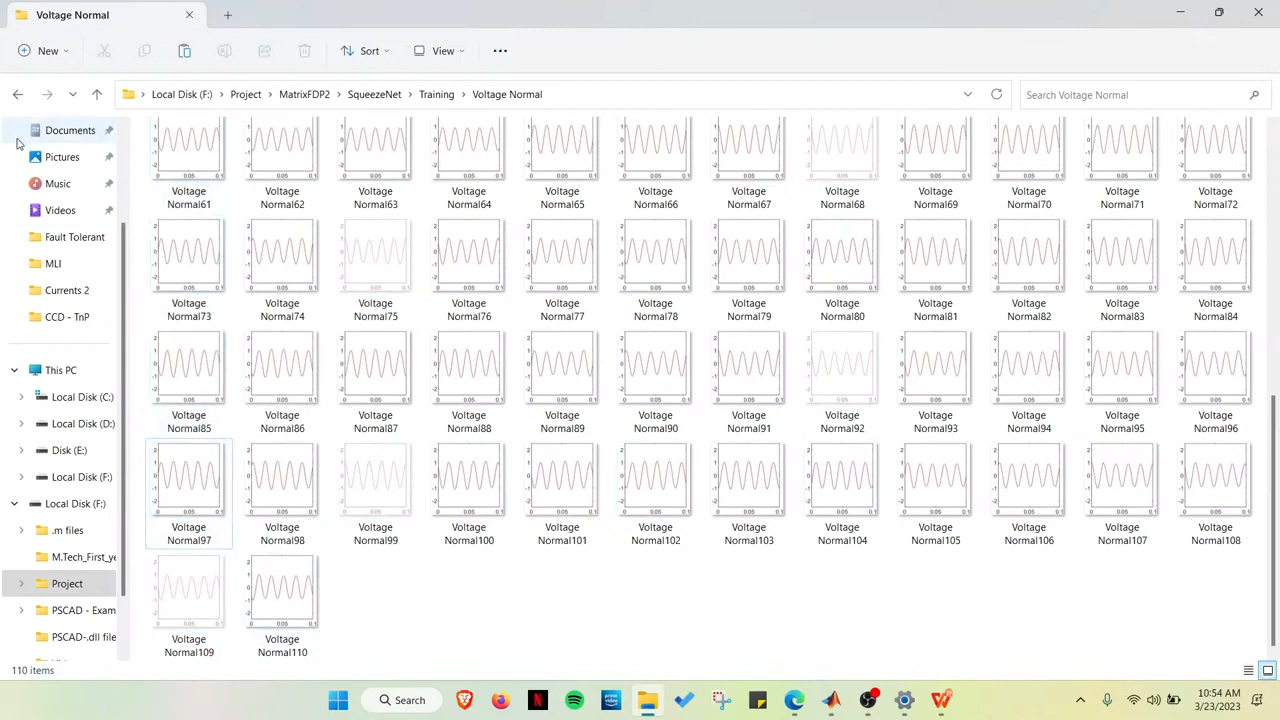 Voltage Normal
New
Sort
View
Local Disk (F:) > Project > MatrixFDP2 > SqueezeNet > Training > Voltage Normal
Search Voltage Normal
Documents
Pictures
Music
Videos
Fault Tolerant
MLI
Currents 2
CCD - TnP
This PC
Local Disk (C:)
Local Disk (D:)
Disk (E:)
Local Disk (F:)
Local Disk (F:)
.m files
M.Tech_First_ye
Project
PSCAD - Exam
PSCAD-.dll file
Voltage Normal61 Voltage Normal62 Voltage Normal63 Voltage Normal64 Voltage Normal65 Voltage Normal66 Voltage Normal67 Voltage Normal68 Voltage Normal69 Voltage Normal70 Voltage Normal71 Voltage Normal72
Voltage Normal73 Voltage Normal74 Voltage Normal75 Voltage Normal76 Voltage Normal77 Voltage Normal78 Voltage Normal79 Voltage Normal80 Voltage Normal81 Voltage Normal82 Voltage Normal83 Voltage Normal84
Voltage Normal85 Voltage Normal86 Voltage Normal87 Voltage Normal88 Voltage Normal89 Voltage Normal90 Voltage Normal91 Voltage Normal92 Voltage Normal93 Voltage Normal94 Voltage Normal95 Voltage Normal96
Voltage Normal97 Voltage Normal98 Voltage Normal99 Voltage Normal100 Voltage Normal101 Voltage Normal102 Voltage Normal103 Voltage Normal104 Voltage Normal105 Voltage Normal106 Voltage Normal107 Voltage Normal108
Voltage Normal109 Voltage Normal110
110 items
Search
10:54 AM
3/23/2023